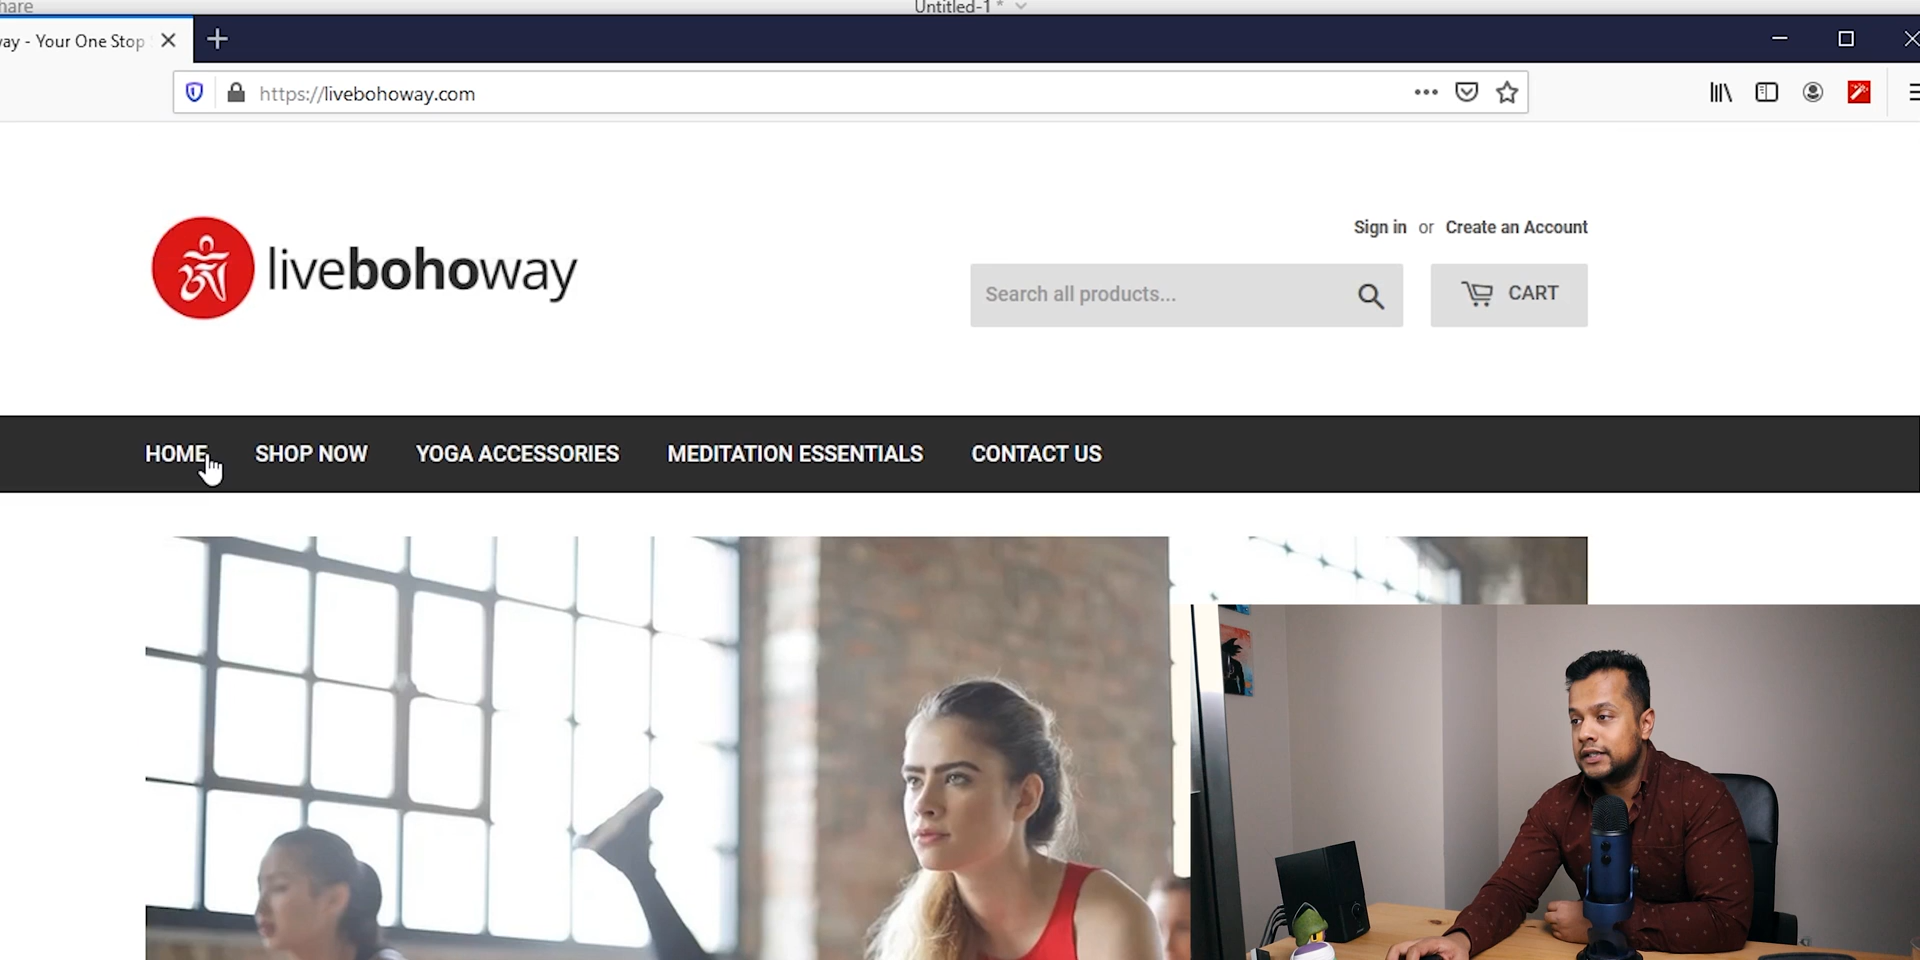 hare
Untitled-1 *
way - Your One Stop
https://livebohoway.com
ॐ livebohoway
Sign in or Create an Account
Search all products...
CART
HOME SHOP NOW YOGA ACCESSORIES MEDITATION ESSENTIALS CONTACT US